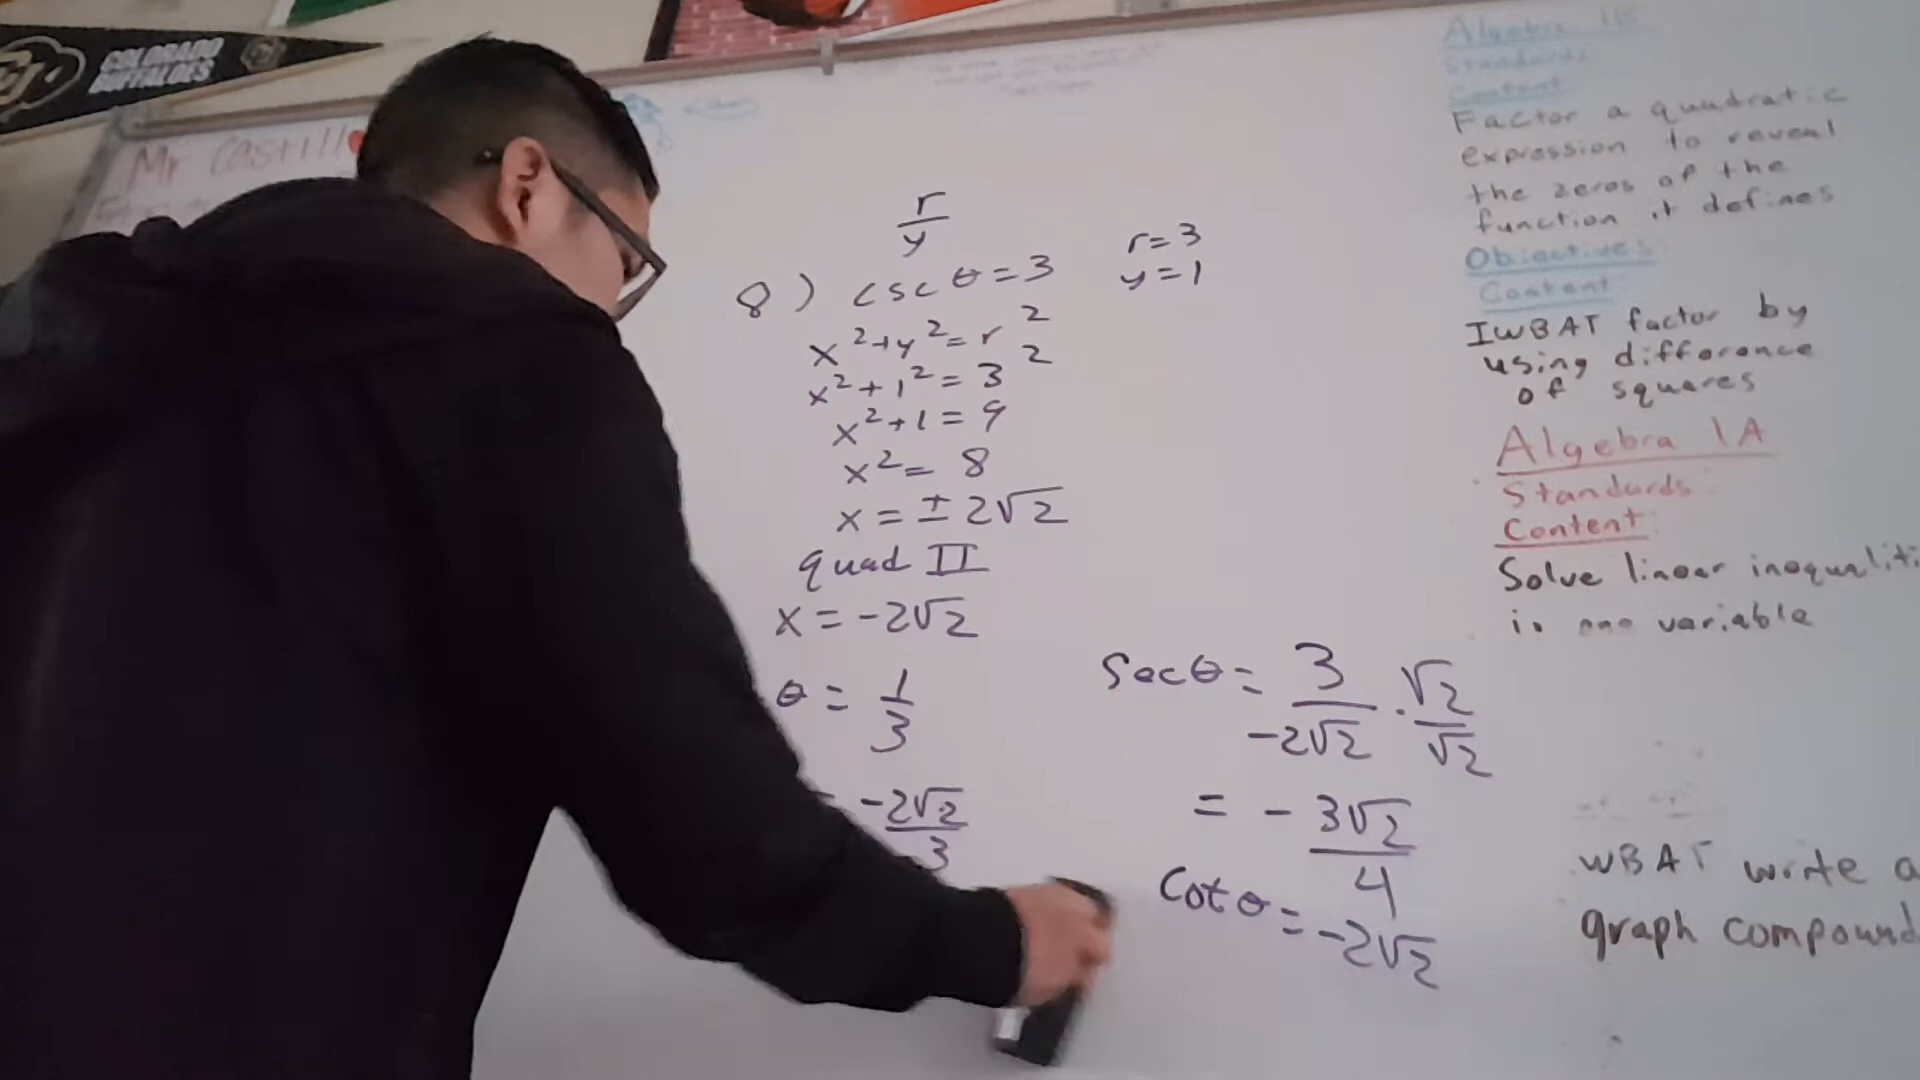 COLORADO
BUFFALOES
Mr Castill
r
y
8) csc θ = 3
r = 3
y = 1
x² + y² = r²
x² + 1² = 3²
x² + 1 = 9
x² = 8
x = ± 2√2
quad II
x = -2√2
θ = 1/3
= -2√2/3
sec θ = 3/-2√2 · √2/√2
= - 3√2/4
cot θ = -2√2
Algebra 1B
Standards
Content
Factor a quadratic
expression to reveal
the zeros of the
function it defines
Objectives
Content
IWBAT factor by
using difference
of squares
Algebra 1A
Standards
Content
Solve linear inequaliti
variable
WBAT write a
graph compound